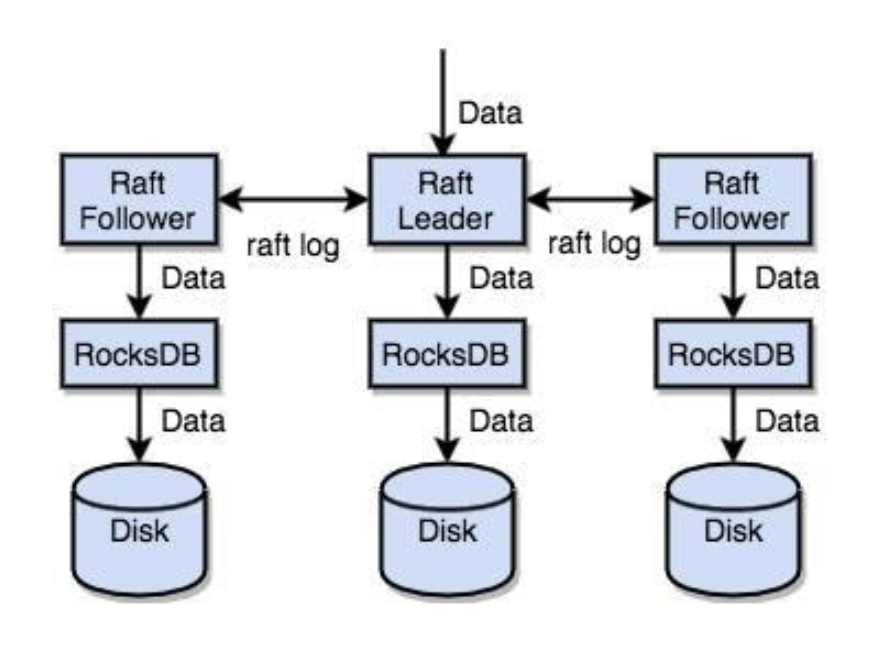 Data
Raft
Follower
Raft
Leader
Raft
Follower
raft log
raft log
Data
Data
Data
RocksDB
RocksDB
RocksDB
Data
Data
Data
Disk
Disk
Disk